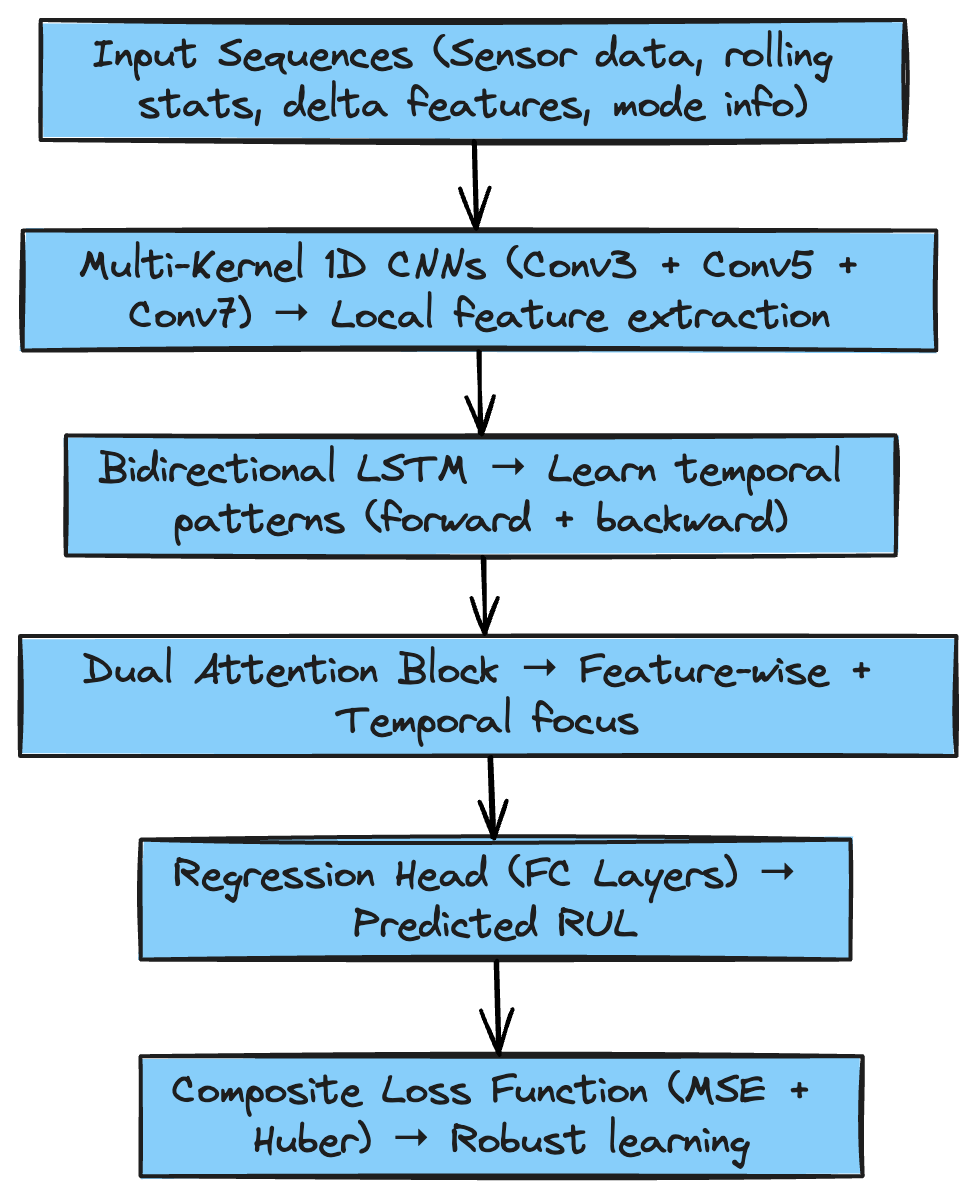 Input Sequences (Sensor data, rolling
stats, delta features, mode info)
Multi-Kernel 1D CNNs (Conv3 + Conv5 +
Conv7) → Local feature extraction
Bidirectional LSTM → Learn temporal
patterns (forward + backward)
Dual Attention Block → Feature-wise +
Temporal focus
Regression Head (FC Layers) →
Predicted RUL
Composite Loss Function (MSE +
Huber) → Robust learning